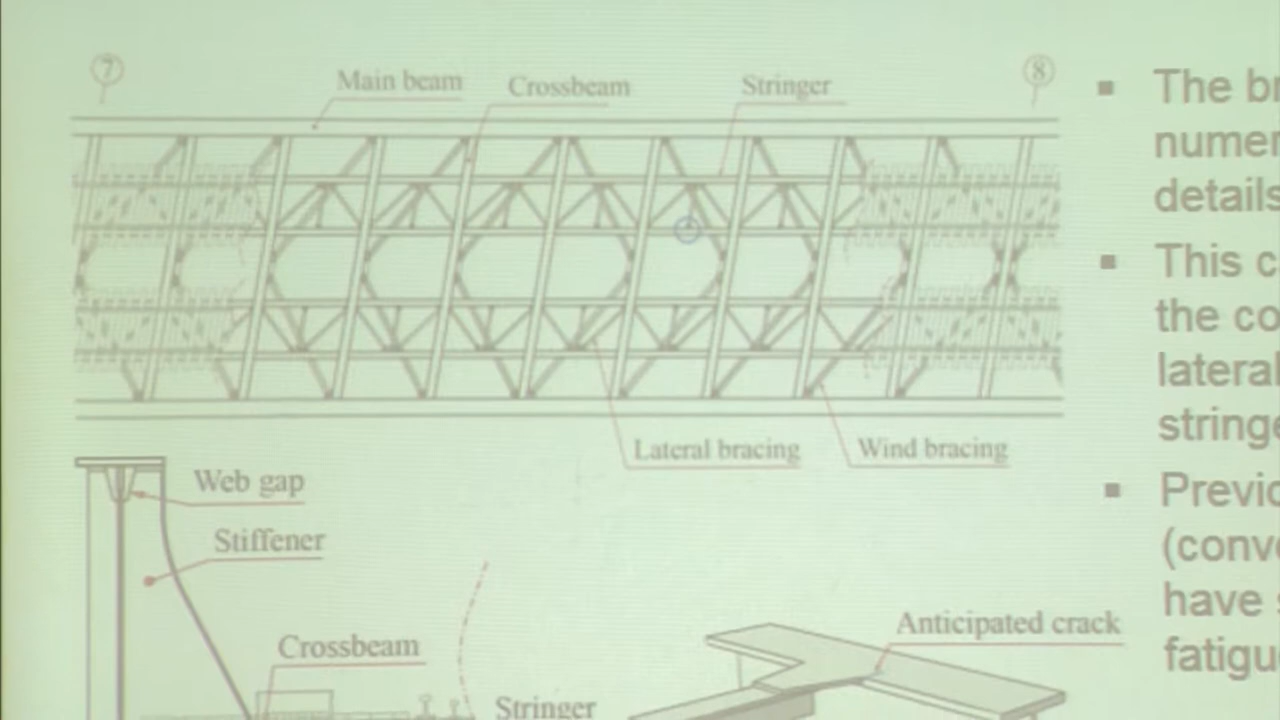 7
8
Main beam
Crossbeam
Stringer
Lateral bracing
Wind bracing
Web gap
Stiffener
Crossbeam
Stringer
Anticipated crack
The br
numer
details
This c
the co
lateral
stringe
Previo
(conve
have
fatigu